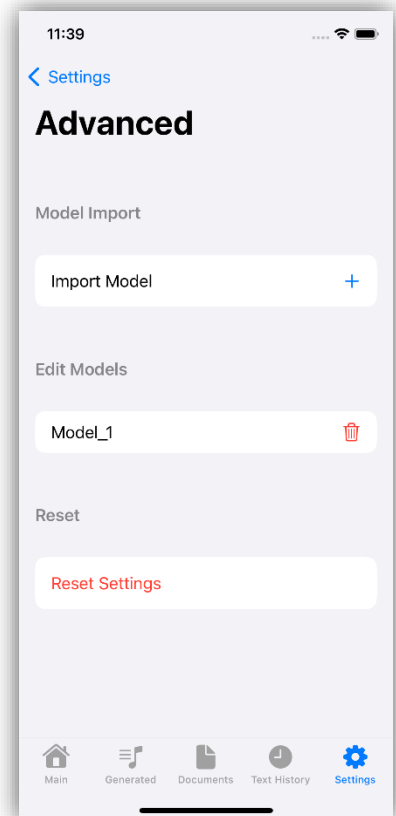 11:39
Settings
Advanced
Model Import
Import Model
Edit Models
Model_1
Reset
Reset Settings
Main Generated Documents Text History Settings